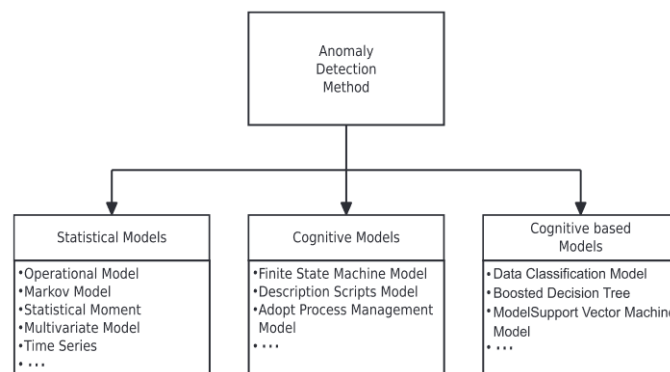 Anomaly
Detection
Method
Statistical Models
•Operational Model
•Markov Model
•Statistical Moment
•Multivariate Model
•Time Series
•...
Cognitive Models
•Finite State Machine Model
•Description Scripts Model
•Adopt Process Management
Model
•...
Cognitive based
Models
•Data Classification Model
•Boosted Decision Tree
•ModelSupport Vector Machine
Model
•...